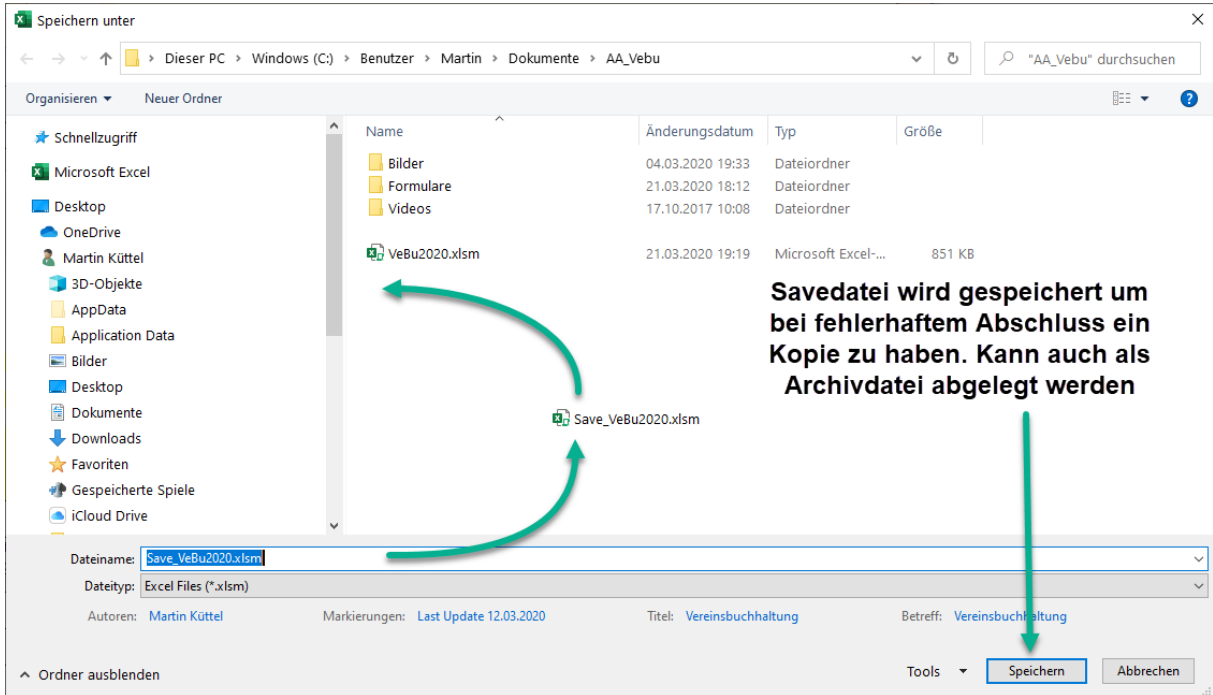 Speichern unter
Dieser PC > Windows (C:) > Benutzer > Martin > Dokumente > AA_Vebu
"AA_Vebu" durchsuchen
Organisieren
Neuer Ordner
Schnellzugriff
Microsoft Excel
Desktop
OneDrive
Martin Küttel
3D-Objekte
AppData
Application Data
Bilder
Desktop
Dokumente
Downloads
Favoriten
Gespeicherte Spiele
iCloud Drive
Name Änderungsdatum Typ Größe
Bilder 04.03.2020 19:33 Dateiordner
Formulare 21.03.2020 18:12 Dateiordner
Videos 17.10.2017 10:08 Dateiordner
VeBu2020.xlsm 21.03.2020 19:19 Microsoft Excel-... 851 KB
Savedatei wird gespeichert um
bei fehlerhaftem Abschluss ein
Kopie zu haben. Kann auch als
Archivdatei abgelegt werden
Save_VeBu2020.xlsm
Dateiname: Save_VeBu2020.xlsm
Dateityp: Excel Files (*.xlsm)
Autoren: Martin Küttel Markierungen: Last Update 12.03.2020 Titel: Vereinsbuchhaltung Betreff: Vereinsbuchhaltung
Ordner ausblenden
Tools
Speichern
Abbrechen